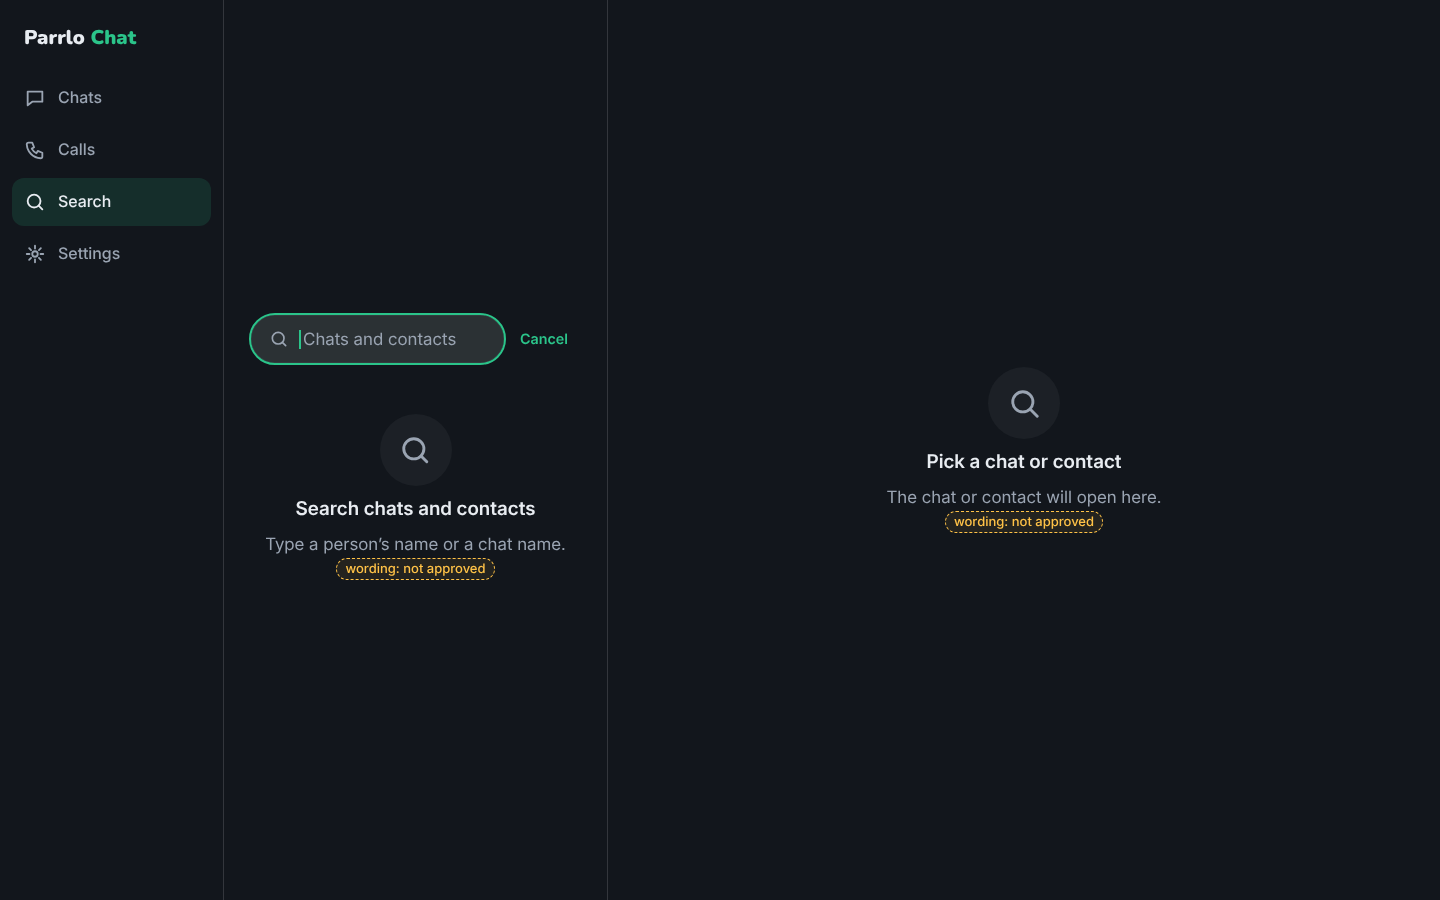 Parrlo Chat
Chats
Calls
Search
Settings
Chats and contacts
Cancel
Search chats and contacts
Type a person’s name or a chat name.
wording: not approved
Pick a chat or contact
The chat or contact will open here.
wording: not approved